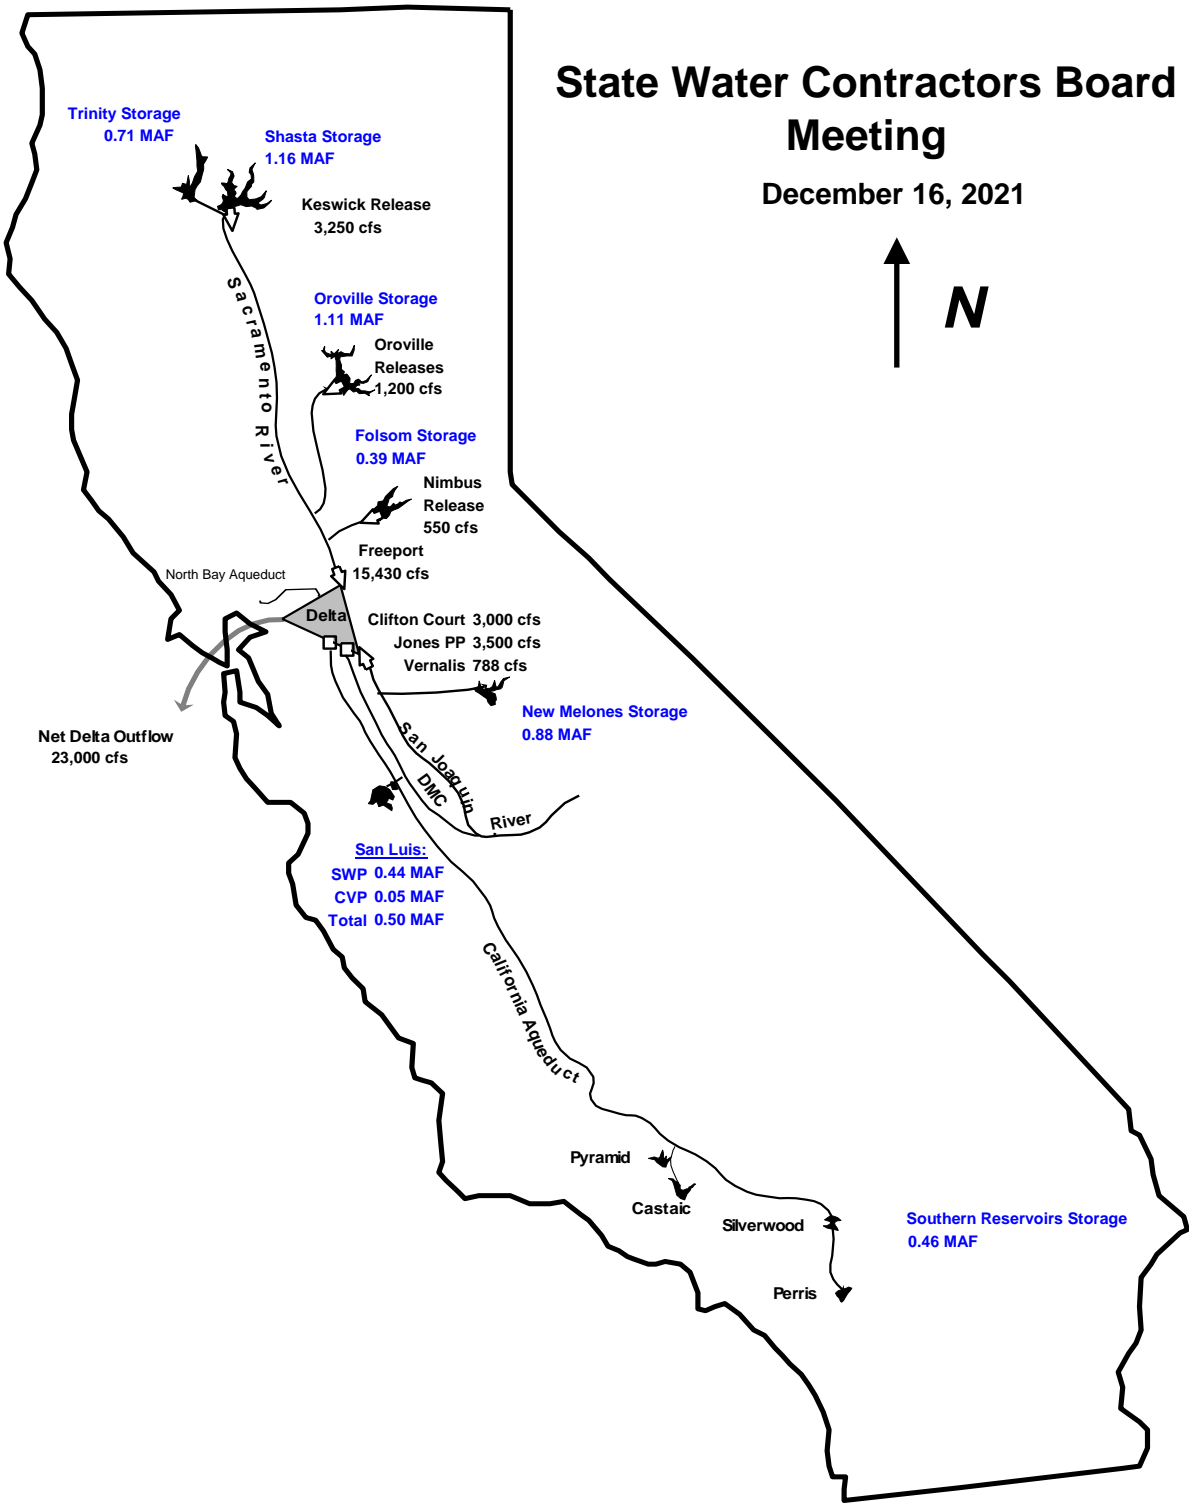 State Water Contractors Board
Meeting
December 16, 2021
N
Trinity Storage
0.71 MAF
Shasta Storage
1.16 MAF
Keswick Release
3,250 cfs
Sacramento River
Oroville Storage
1.11 MAF
Oroville
Releases
1,200 cfs
Folsom Storage
0.39 MAF
Nimbus
Release
550 cfs
Freeport
15,430 cfs
North Bay Aqueduct
Delta
Clifton Court 3,000 cfs
Jones PP 3,500 cfs
Vernalis 788 cfs
New Melones Storage
0.88 MAF
Net Delta Outflow
23,000 cfs
San Joaquin
River
DMC
San Luis:
SWP 0.44 MAF
CVP 0.05 MAF
Total 0.50 MAF
California Aqueduct
Pyramid
Castaic
Silverwood
Southern Reservoirs Storage
0.46 MAF
Perris